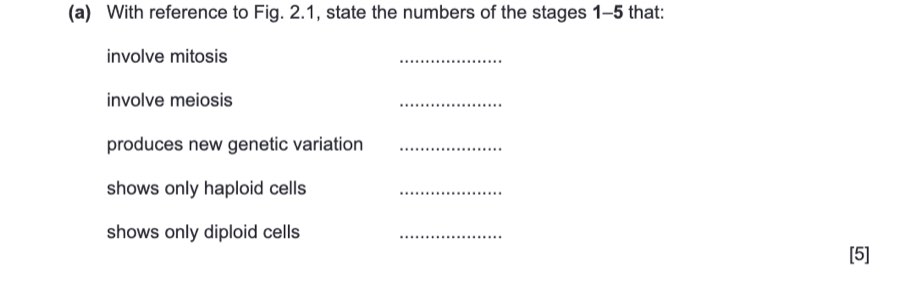 (a) With reference to Fig. 2.1, state the numbers of the stages 1–5 that:
involve mitosis ....................
involve meiosis ....................
produces new genetic variation ....................
shows only haploid cells ....................
shows only diploid cells ....................
[5]